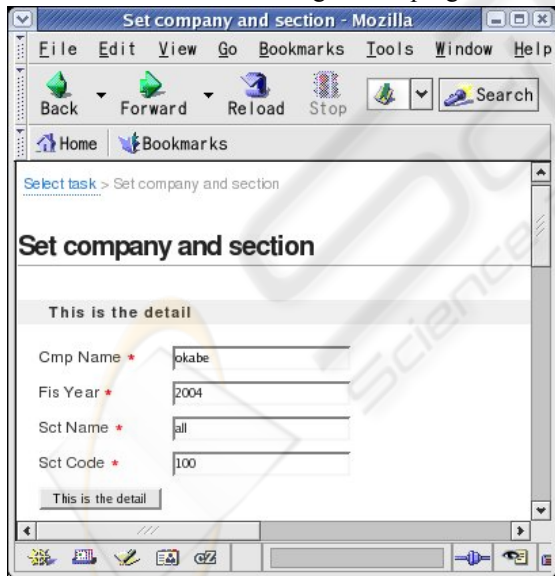 Set company and section - Mozilla
File Edit View Go Bookmarks Tools Window Help
Back Forward Reload Stop Search
Home Bookmarks
Select task > Set company and section
Set company and section
This is the detail
Cmp Name * okabe
Fis Year * 2004
Sct Name * all
Sct Code * 100
This is the detail